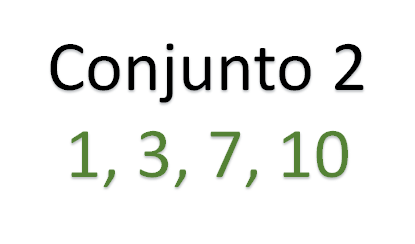 Conjunto 2
1, 3, 7, 10